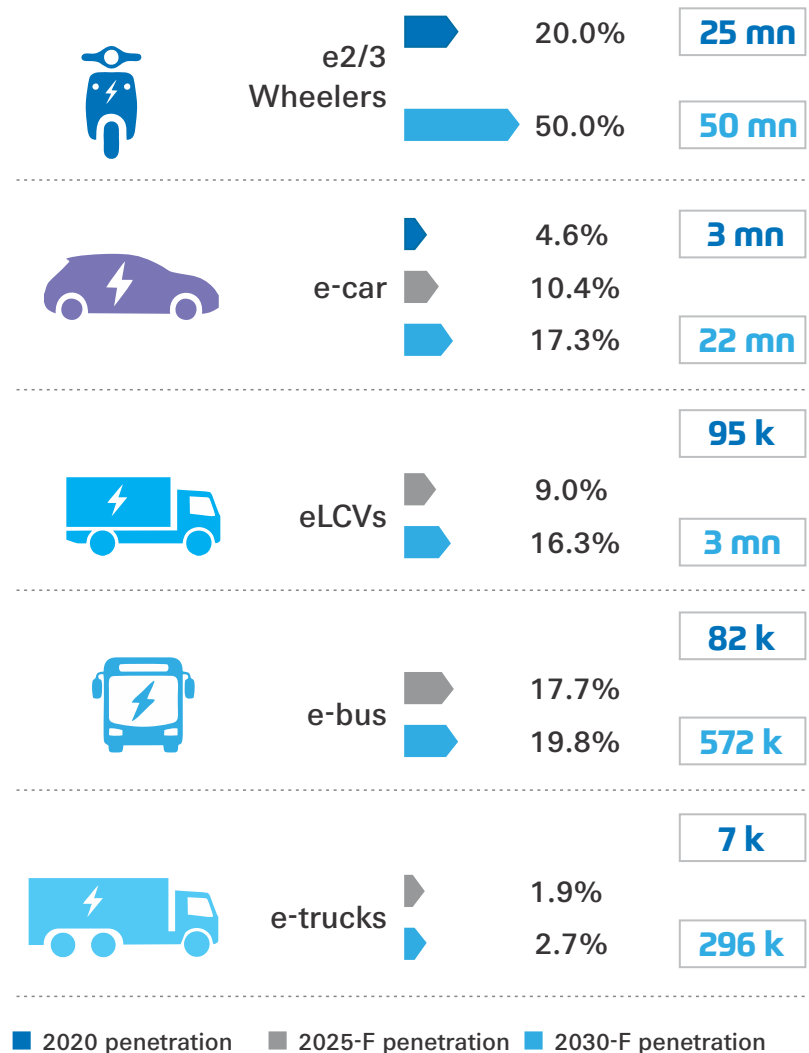 20.0% 25 mn
e2/3
Wheelers
50.0% 50 mn
4.6% 3 mn
e-car 10.4%
17.3% 22 mn
95 k
9.0%
eLCVs
16.3% 3 mn
82 k
17.7%
e-bus
19.8% 572 k
7 k
1.9%
e-trucks
2.7% 296 k
2020 penetration 2025-F penetration 2030-F penetration